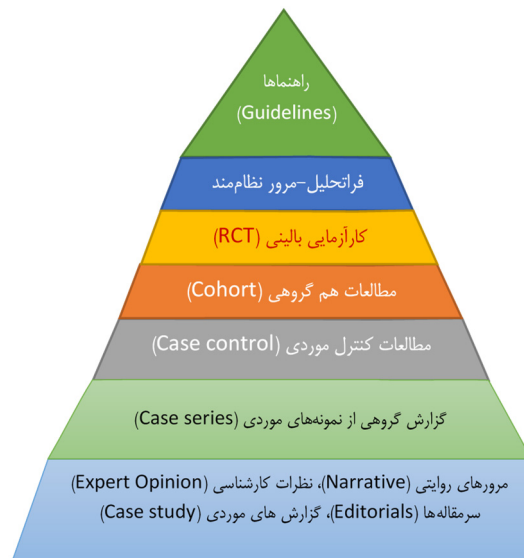 راهنماها
(Guidelines)
فراتحلیل-مرور نظام‌مند
کارآزمایی بالینی (RCT)
مطالعات هم گروهی (Cohort)
مطالعات کنترل موردی (Case control)
گزارش گروهی از نمونه‌های موردی (Case series)
مرورهای روایتی (Narrative)، نظرات کارشناسی (Expert Opinion)
سرمقاله‌ها (Editorials)، گزارش های موردی (Case study)